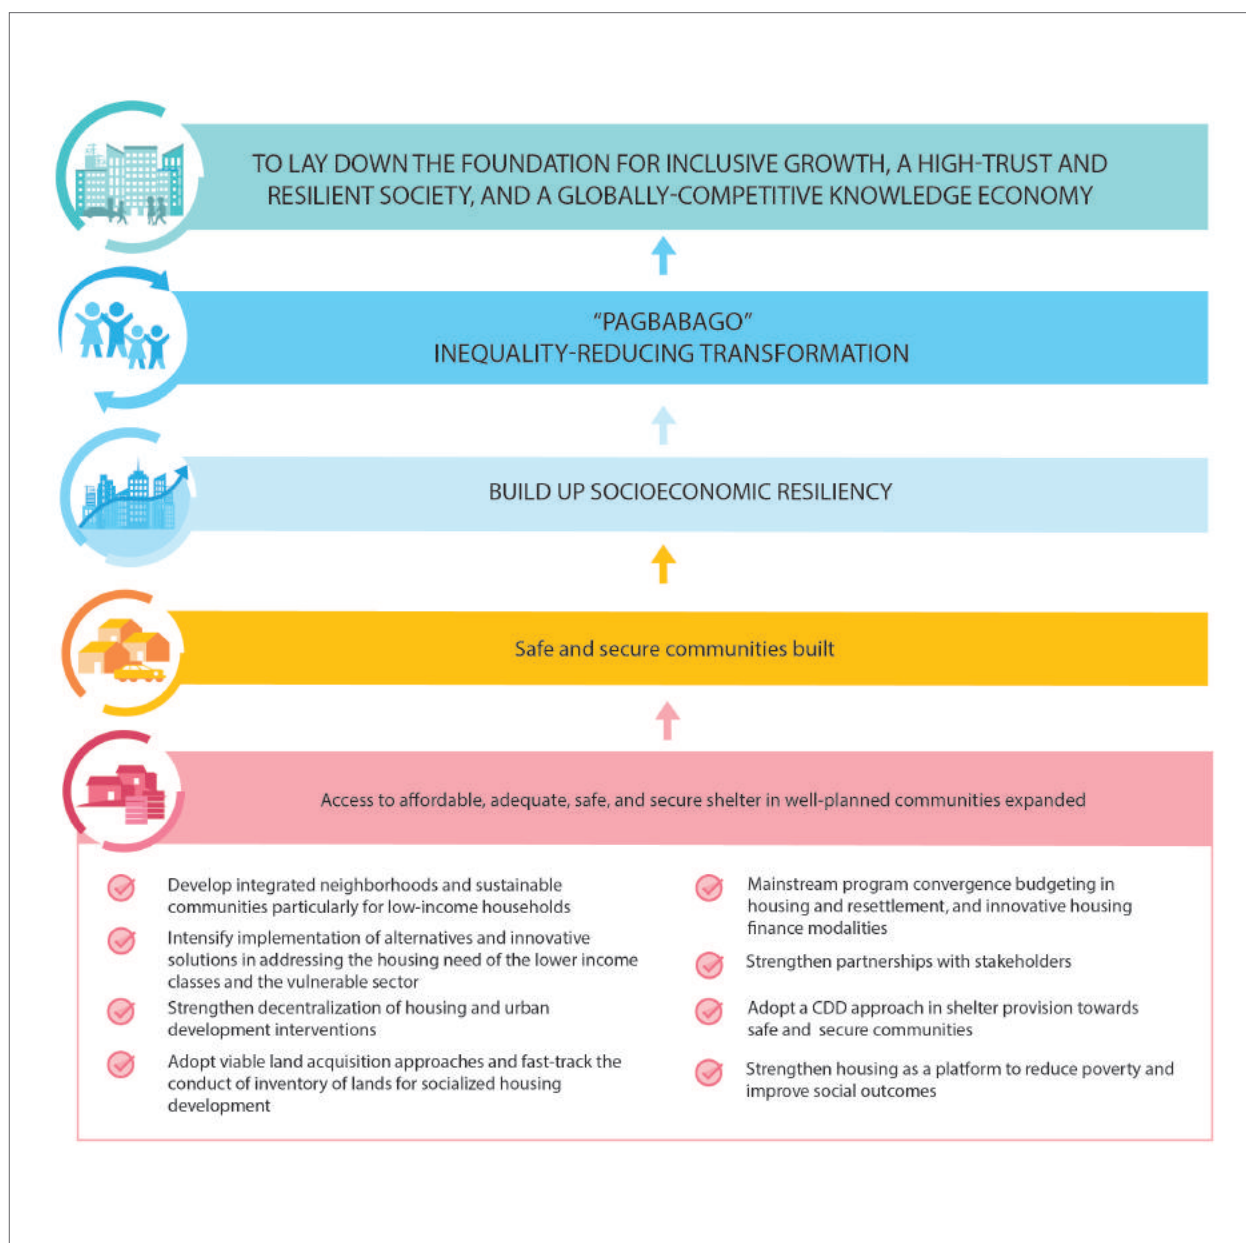 TO LAY DOWN THE FOUNDATION FOR INCLUSIVE GROWTH, A HIGH-TRUST AND
RESILIENT SOCIETY, AND A GLOBALLY-COMPETITIVE KNOWLEDGE ECONOMY
“PAGBABAGO”
INEQUALITY-REDUCING TRANSFORMATION
BUILD UP SOCIOECONOMIC RESILIENCY
Safe and secure communities built
Access to affordable, adequate, safe, and secure shelter in well-planned communities expanded
Develop integrated neighborhoods and sustainable
communities particularly for low-income households
Intensify implementation of alternatives and innovative
solutions in addressing the housing need of the lower income
classes and the vulnerable sector
Strengthen decentralization of housing and urban
development interventions
Adopt viable land acquisition approaches and fast-track the
conduct of inventory of lands for socialized housing
development
Mainstream program convergence budgeting in
housing and resettlement, and innovative housing
finance modalities
Strengthen partnerships with stakeholders
Adopt a CDD approach in shelter provision towards
safe and secure communities
Strengthen housing as a platform to reduce poverty and
improve social outcomes